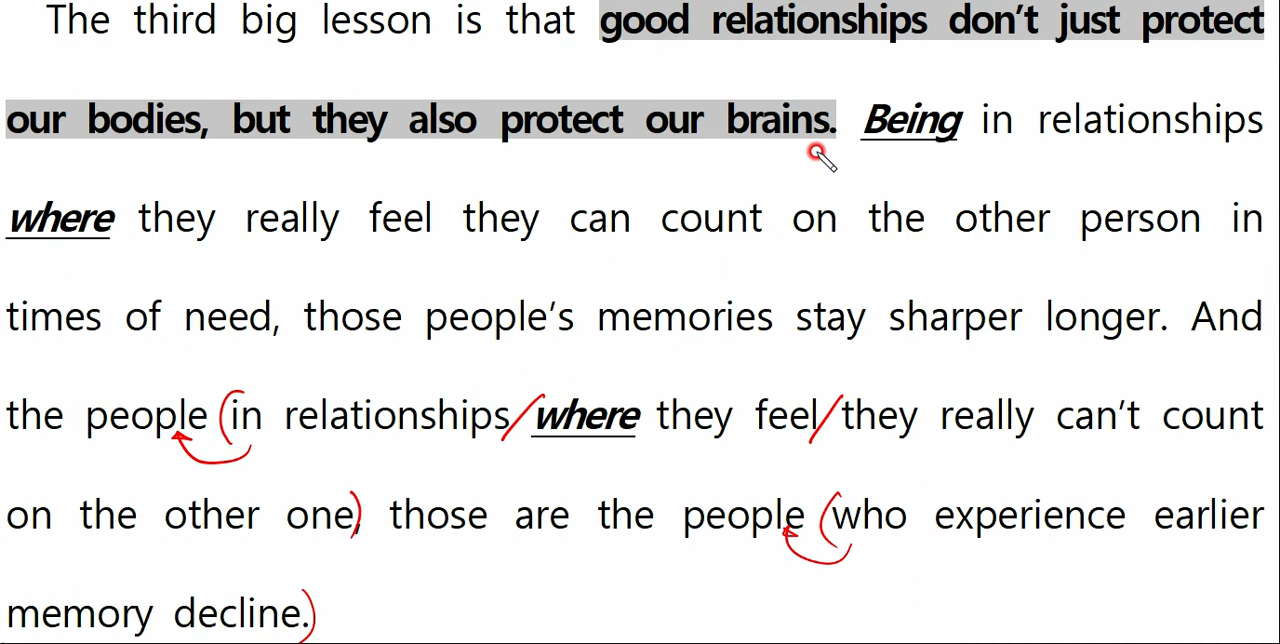 The third big lesson is that good relationships don’t just protect
our bodies, but they also protect our brains. Being in relationships
where they really feel they can count on the other person in
times of need, those people’s memories stay sharper longer. And
the people (in relationships/where they feel/they really can’t count
on the other one), those are the people (who experience earlier
memory decline.)